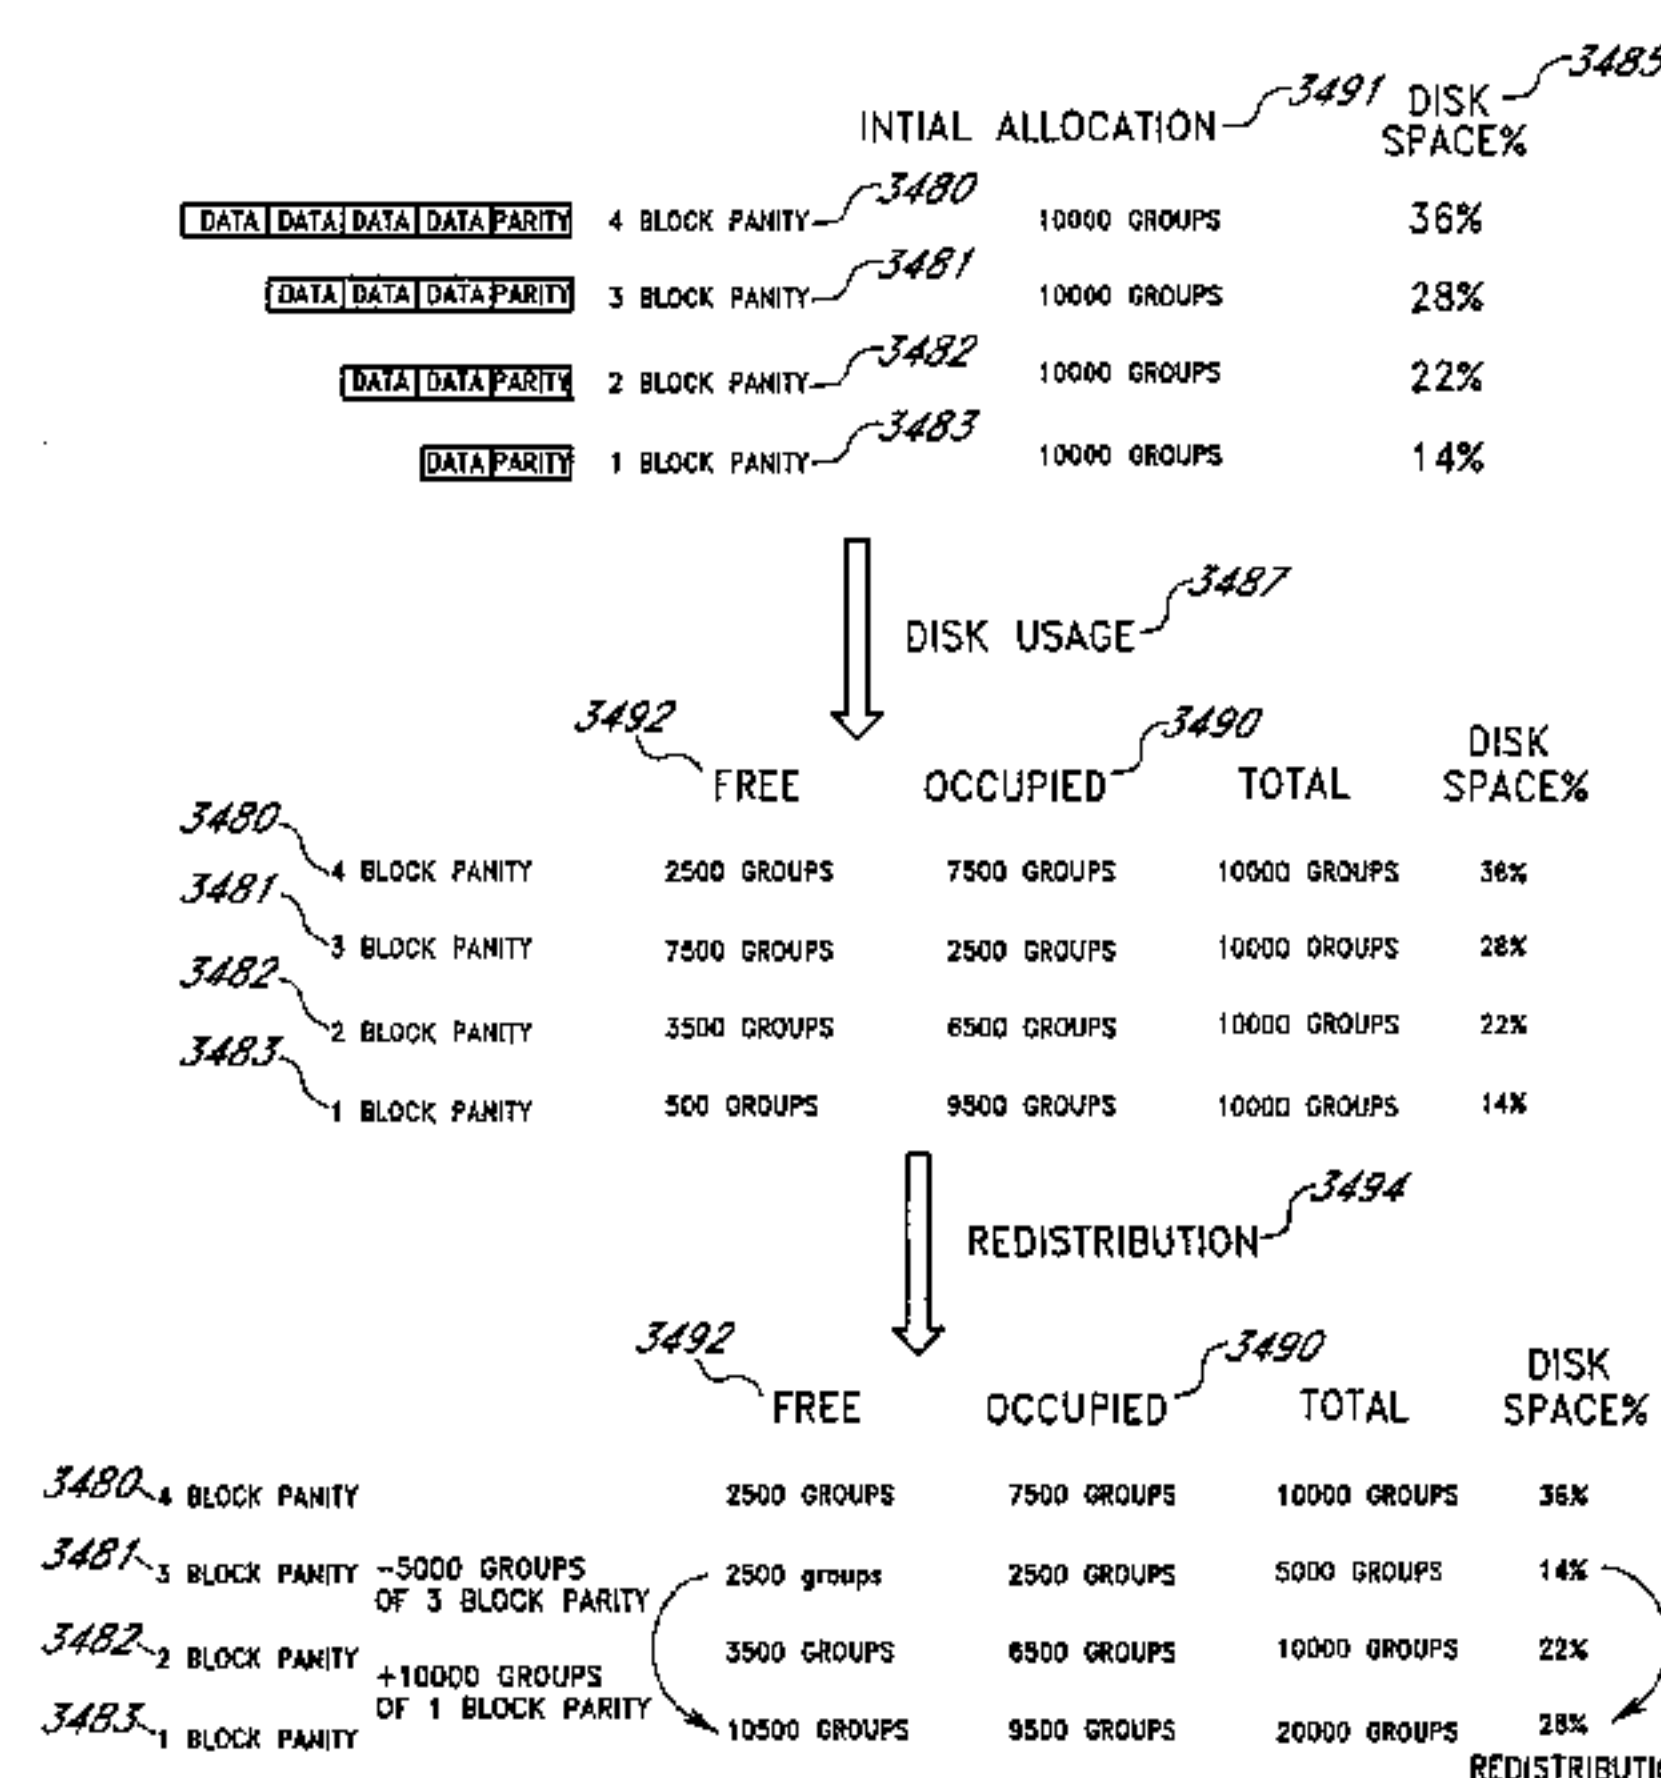 3485
INTIAL ALLOCATION 3491 DISK SPACE%
DATA DATA DATA DATA PARITY 4 BLOCK PANITY 3480 10000 GROUPS 36%
DATA DATA DATA PARITY 3 BLOCK PANITY 3481 10000 GROUPS 28%
DATA DATA PARITY 2 BLOCK PANITY 3482 10000 GROUPS 22%
DATA PARITY 1 BLOCK PANITY 3483 10000 GROUPS 14%
DISK USAGE 3487
3492 FREE 3490 OCCUPIED TOTAL DISK SPACE%
3480 4 BLOCK PANITY 2500 GROUPS 7500 GROUPS 10000 GROUPS 36%
3481 3 BLOCK PANITY 7500 GROUPS 2500 GROUPS 10000 GROUPS 28%
3482 2 BLOCK PANITY 3500 GROUPS 6500 GROUPS 10000 GROUPS 22%
3483 1 BLOCK PANITY 500 GROUPS 9500 GROUPS 10000 GROUPS 14%
REDISTRIBUTION 3494
3492 FREE 3490 OCCUPIED TOTAL DISK SPACE%
3480 4 BLOCK PANITY 2500 GROUPS 7500 GROUPS 10000 GROUPS 36%
3481 3 BLOCK PANITY -5000 GROUPS OF 3 BLOCK PARITY 2500 groups 2500 GROUPS 5000 GROUPS 14%
3482 2 BLOCK PANITY +10000 GROUPS OF 1 BLOCK PARITY 3500 GROUPS 6500 GROUPS 10000 GROUPS 22%
3483 1 BLOCK PANITY 10500 GROUPS 9500 GROUPS 20000 GROUPS 28%